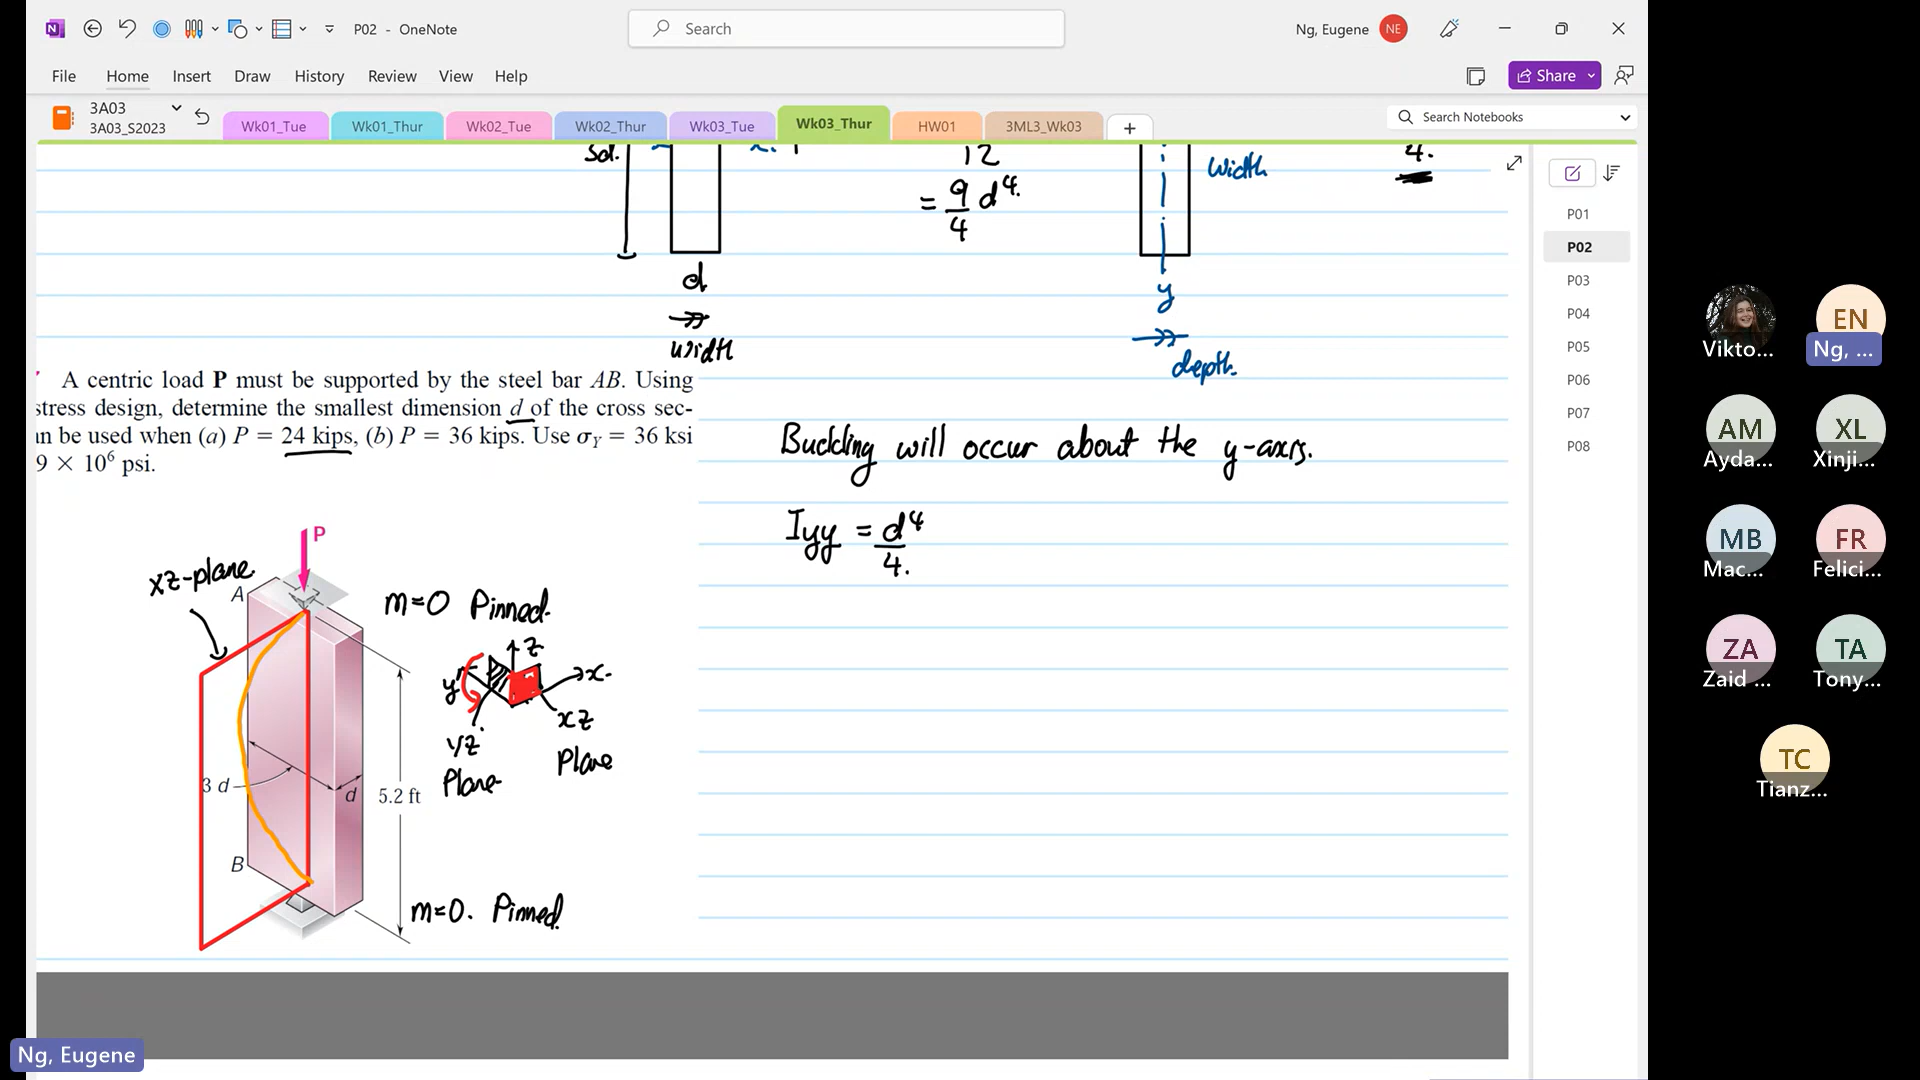 P02 - OneNote
Search
Ng, Eugene
NE
File
Home
Insert
Draw
History
Review
View
Help
Share
3A03
3A03_S2023
Wk01_Tue
Wk01_Thur
Wk02_Tue
Wk02_Thur
Wk03_Tue
Wk03_Thur
HW01
3ML3_Wk03
Search Notebooks
P01
P02
P03
P04
P05
P06
P07
P08
12
= 9/4 d⁴.
width
4.
d
width
y
depth.
A centric load P must be supported by the steel bar AB. Using
stress design, determine the smallest dimension d of the cross sec-
n be used when (a) P = 24 kips, (b) P = 36 kips. Use σY = 36 ksi
9 × 10⁶ psi.
Buckling will occur about the y-axis.
Iyy = d⁴/4.
P
xz-plane
A
m=0 Pinned.
z
y
x
yz
Plane
xz
Plane
3 d
d
5.2 ft
B
m=0. Pinned.
Ng, Eugene
Vikto...
EN
Ng, ...
AM
Ayda...
XL
Xinji...
MB
Mac...
FR
Felici...
ZA
Zaid ...
TA
Tony...
TC
Tianz...